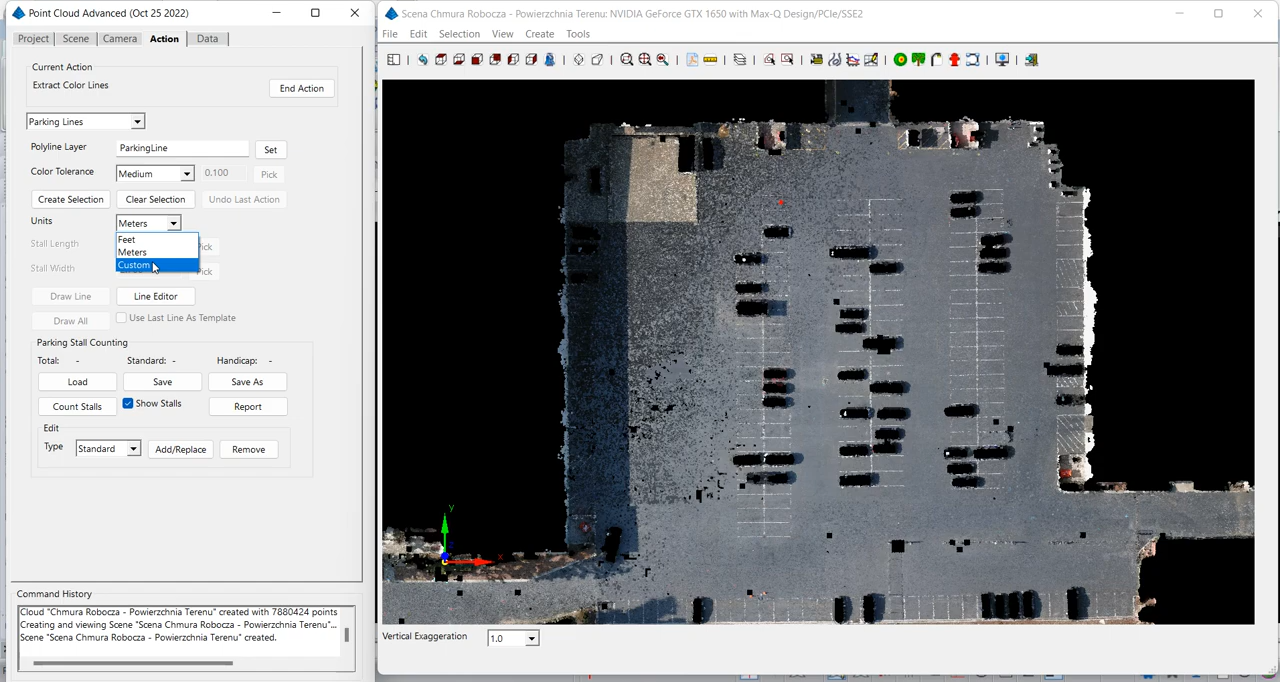 Point Cloud Advanced (Oct 25 2022)
Project Scene Camera Action Data
Current Action
Extract Color Lines
End Action
Parking Lines
Polyline Layer ParkingLine Set
Color Tolerance Medium 0.100 Pick
Create Selection Clear Selection Undo Last Action
Units Meters
Feet
Meters
Custom
Stall Length
Stall Width
Draw Line Line Editor
Draw All Use Last Line As Template
Parking Stall Counting
Total: - Standard: - Handicap: -
Load Save Save As
Count Stalls Show Stalls Report
Edit
Type Standard Add/Replace Remove
Command History
Cloud "Chmura Robocza - Powierzchnia Terenu" created with 7880424 points
Creating and viewing Scene "Scena Chmura Robocza - Powierzchnia Terenu"...
Scene "Scena Chmura Robocza - Powierzchnia Terenu" created.
Scena Chmura Robocza - Powierzchnia Terenu: NVIDIA GeForce GTX 1650 with Max-Q Design/PCIe/SSE2
File Edit Selection View Create Tools
y
x
Vertical Exaggeration 1.0